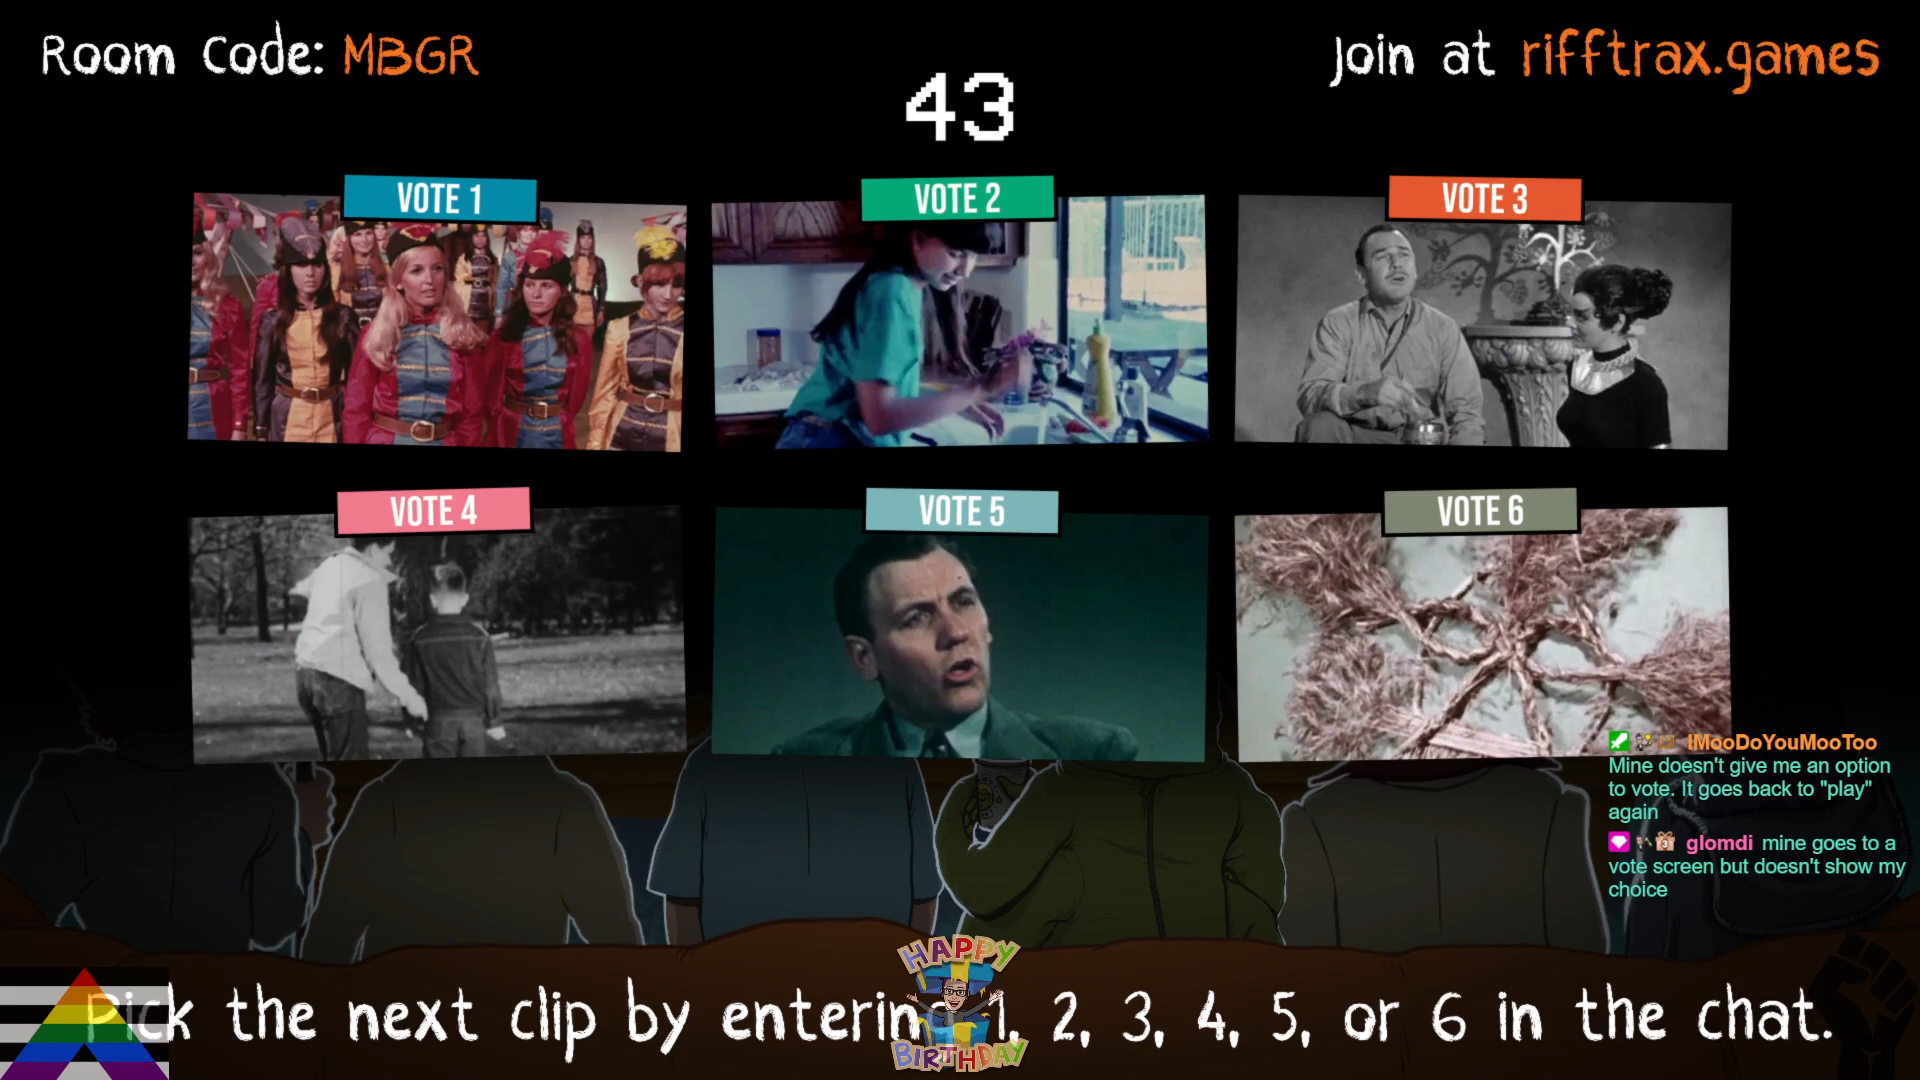 Room Code: MBGR
Join at rifftrax.games
43
VOTE 1
VOTE 2
VOTE 3
VOTE 4
VOTE 5
VOTE 6
IMooDoYouMooToo
Mine doesn't give me an option
to vote. It goes back to "play"
again
glomdi mine goes to a
vote screen but doesn't show my
choice
Pick the next clip by entering 1, 2, 3, 4, 5, or 6 in the chat.
HAPPY
BIRTHDAY